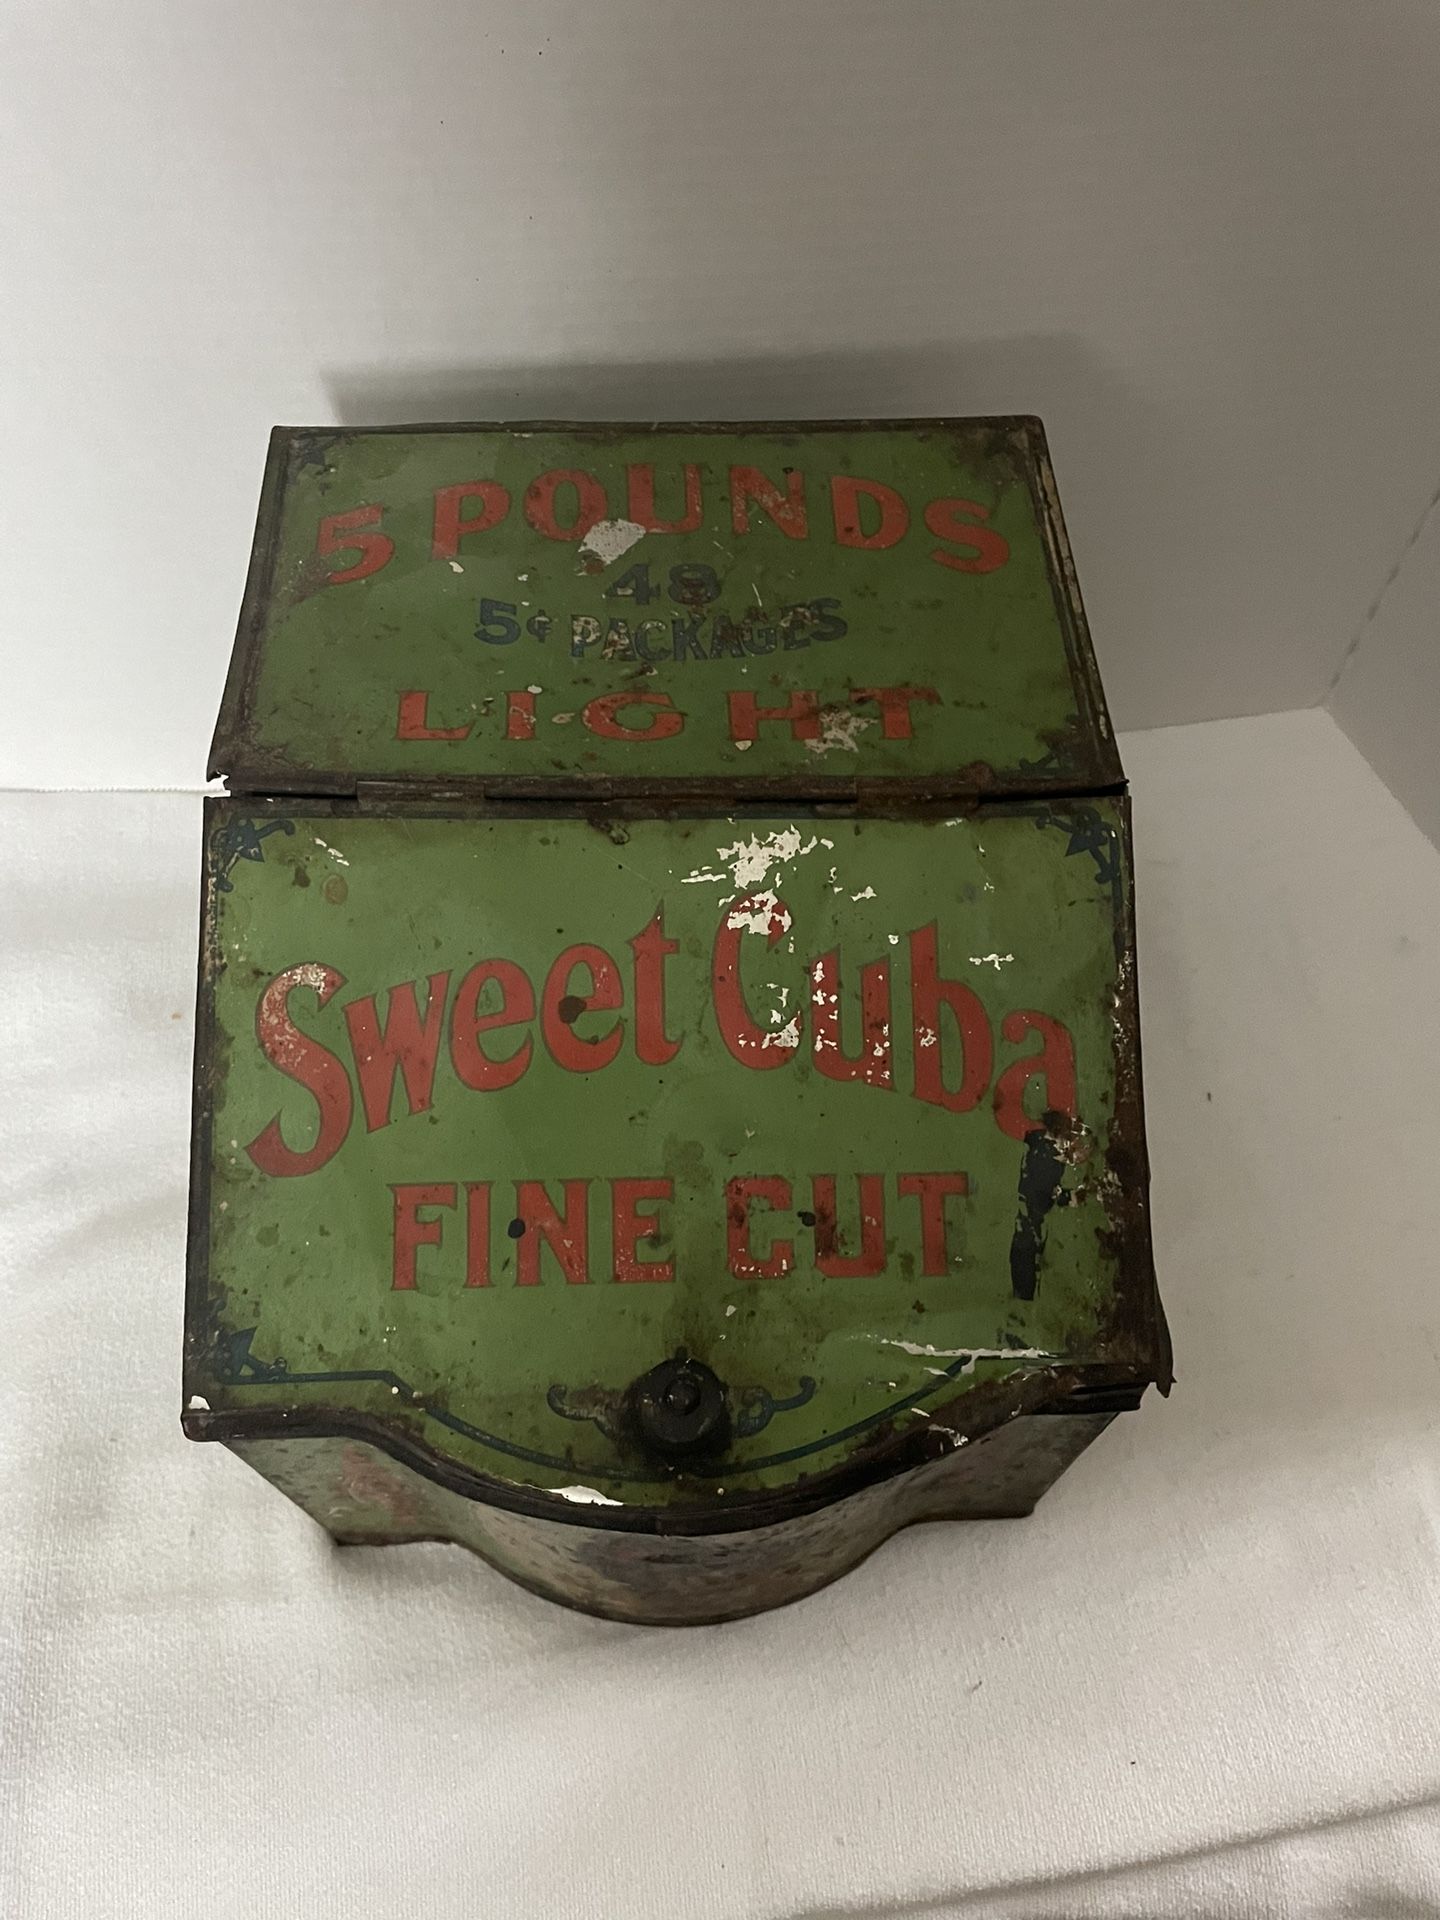 5 POUNDS
48
5¢ PACKAGES
LIGHT
Sweet Cuba
FINE CUT